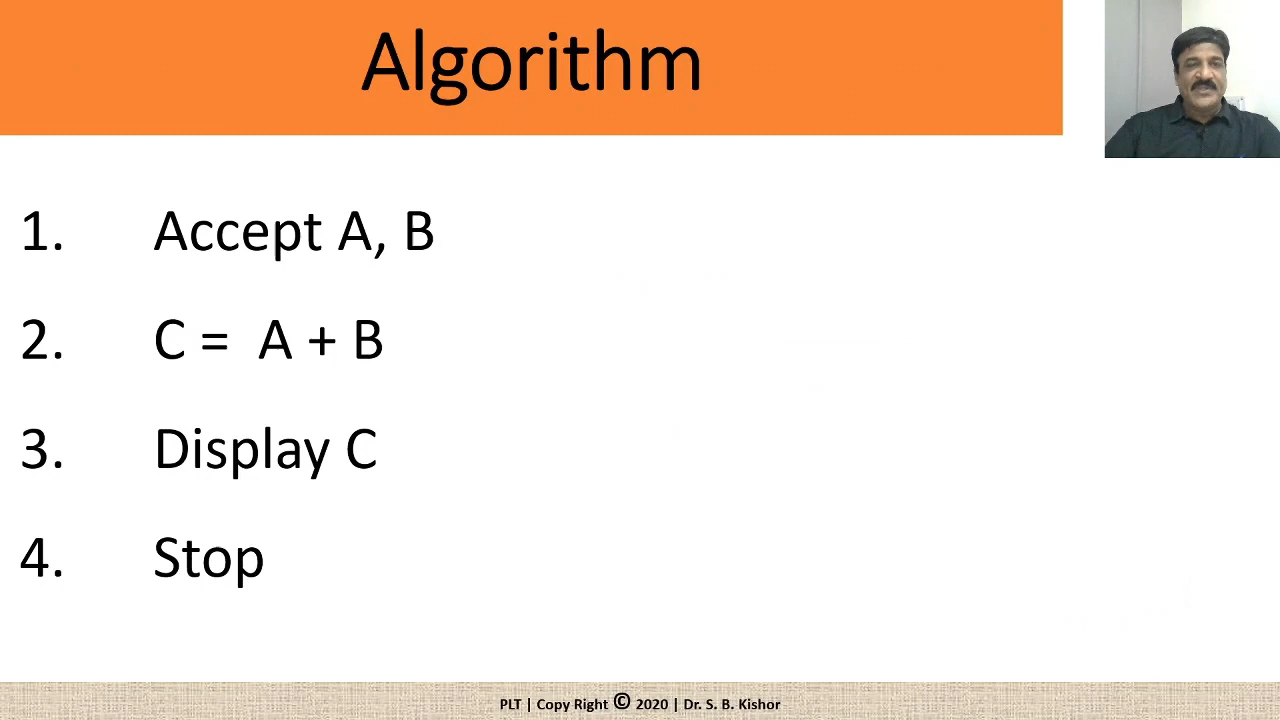 Algorithm
1. Accept A, B
2. C = A + B
3. Display C
4. Stop
PLT | Copy Right © 2020 | Dr. S. B. Kishor